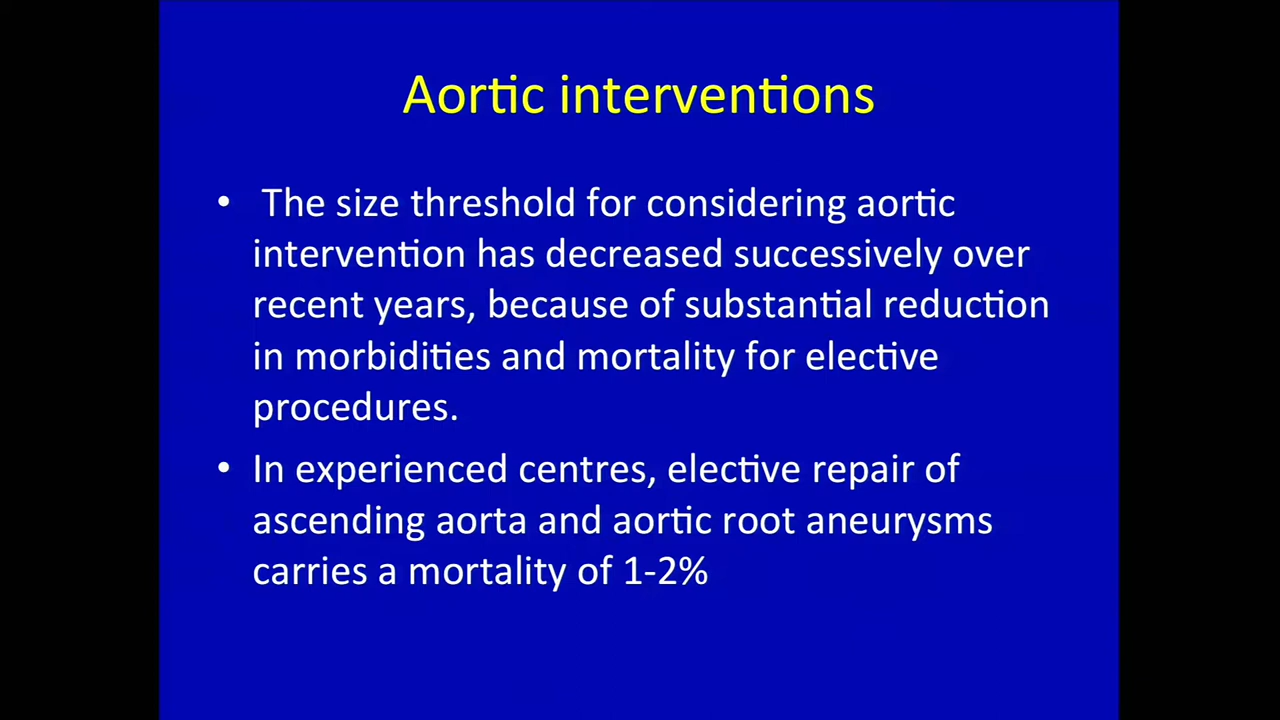 Aortic interventions
• The size threshold for considering aortic
intervention has decreased successively over
recent years, because of substantial reduction
in morbidities and mortality for elective
procedures.
• In experienced centres, elective repair of
ascending aorta and aortic root aneurysms
carries a mortality of 1-2%